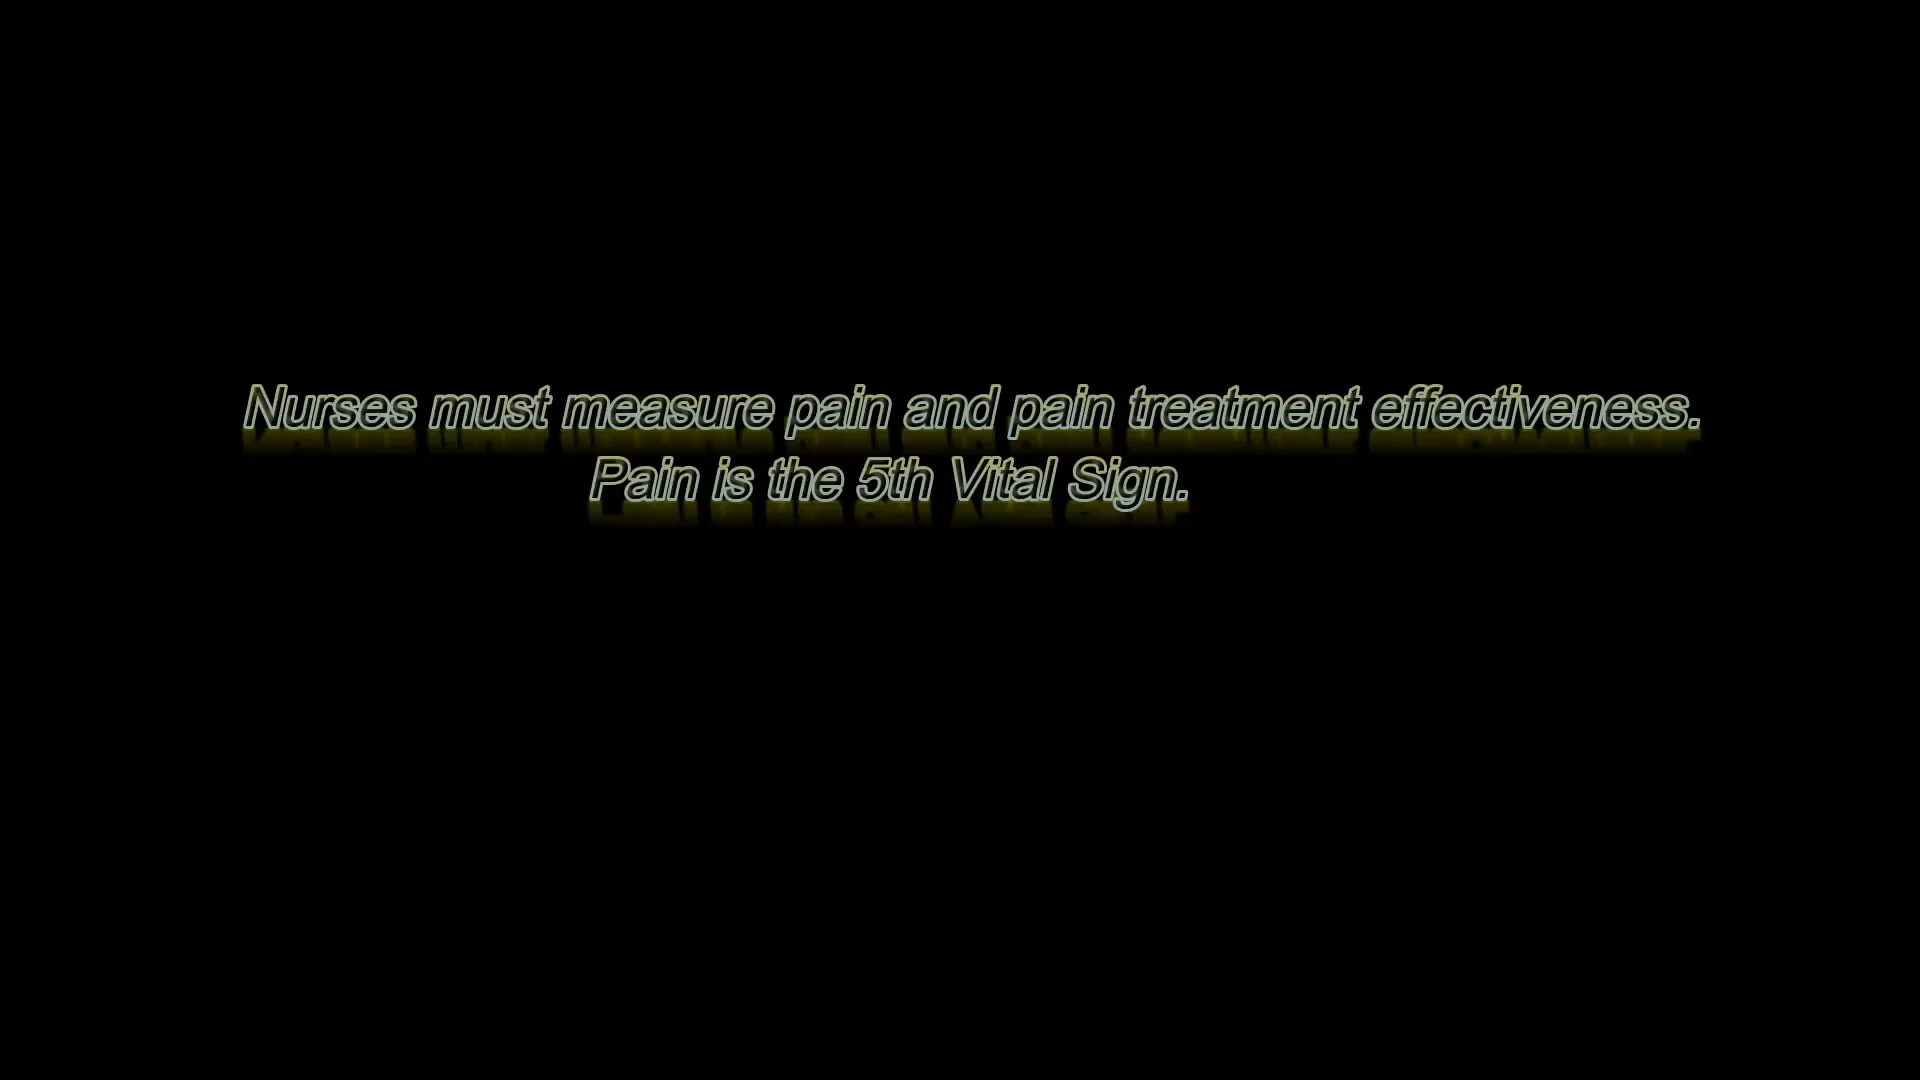 Nurses must measure pain and pain treatment effectiveness.
Pain is the 5th Vital Sign.